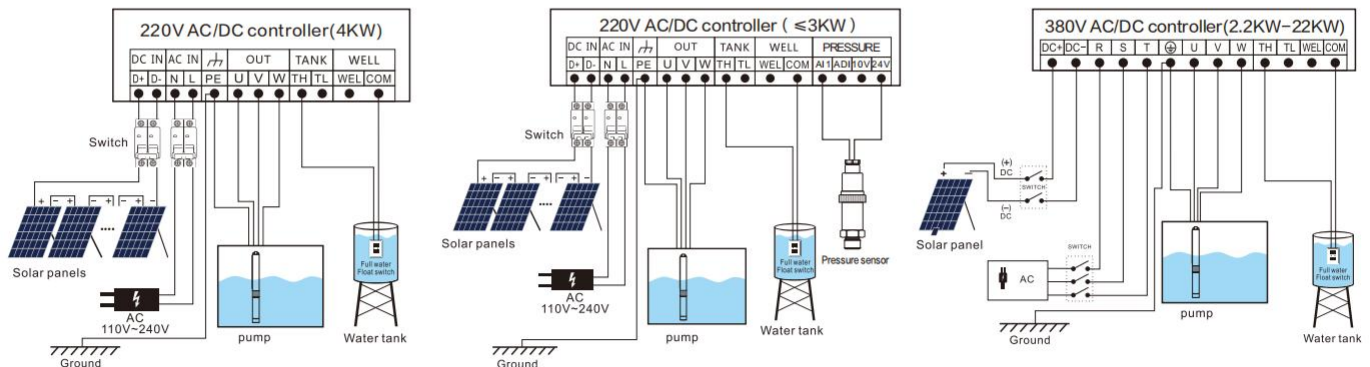 220V AC/DC controller(4KW)
DC IN AC IN OUT TANK WELL
D+ D- N L PE U V W TH TL WEL COM
Switch
+ - + - + -
Solar panels
AC
110V~240V
Ground
pump
Full water
Float switch
Water tank
220V AC/DC controller ( ≤3KW )
DC IN AC IN OUT TANK WELL PRESSURE
D+ D- N L PE U V W TH TL WEL COM AI1 ADI 10V 24V
Switch
+ - + - + -
Solar panels
AC
110V~240V
Ground
pump
Full water
Float switch
Water tank
Pressure sensor
380V AC/DC controller(2.2KW-22KW)
DC+ DC- R S T U V W TH TL WEL COM
(+)
DC
SWITCH
(-)
DC
+ -
Solar panel
SWITCH
AC
Ground
pump
Full water
Float switch
Water tank